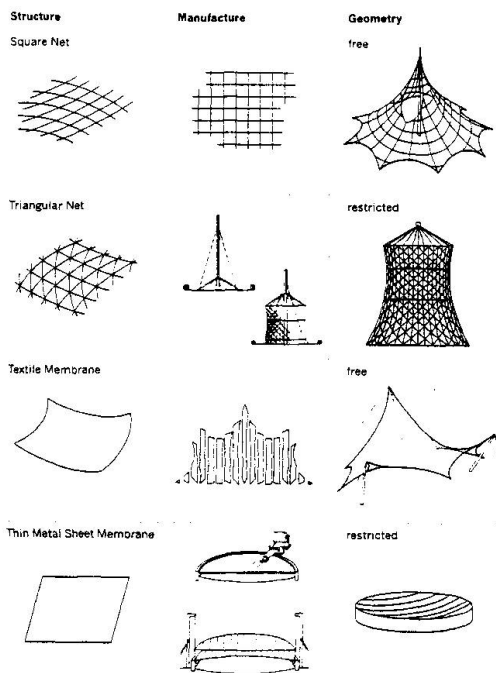 Structure Manufacture Geometry
Square Net free
Triangular Net restricted
Textile Membrane free
Thin Metal Sheet Membrane restricted